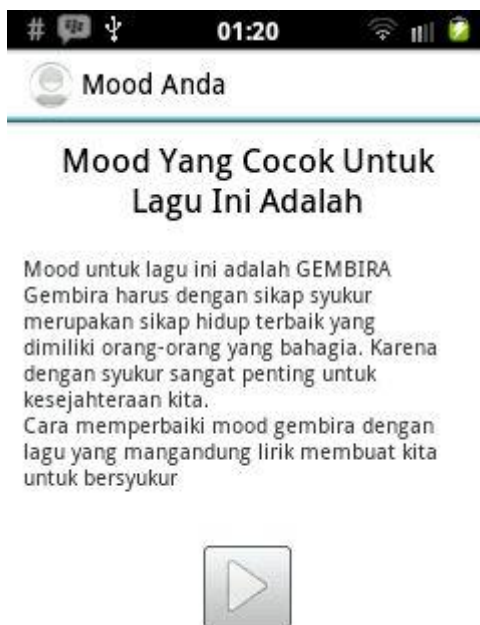 # 01:20
Mood Anda
Mood Yang Cocok Untuk
Lagu Ini Adalah
Mood untuk lagu ini adalah GEMBIRA
Gembira harus dengan sikap syukur
merupakan sikap hidup terbaik yang
dimiliki orang-orang yang bahagia. Karena
dengan syukur sangat penting untuk
kesejahteraan kita.
Cara memperbaiki mood gembira dengan
lagu yang mangandung lirik membuat kita
untuk bersyukur